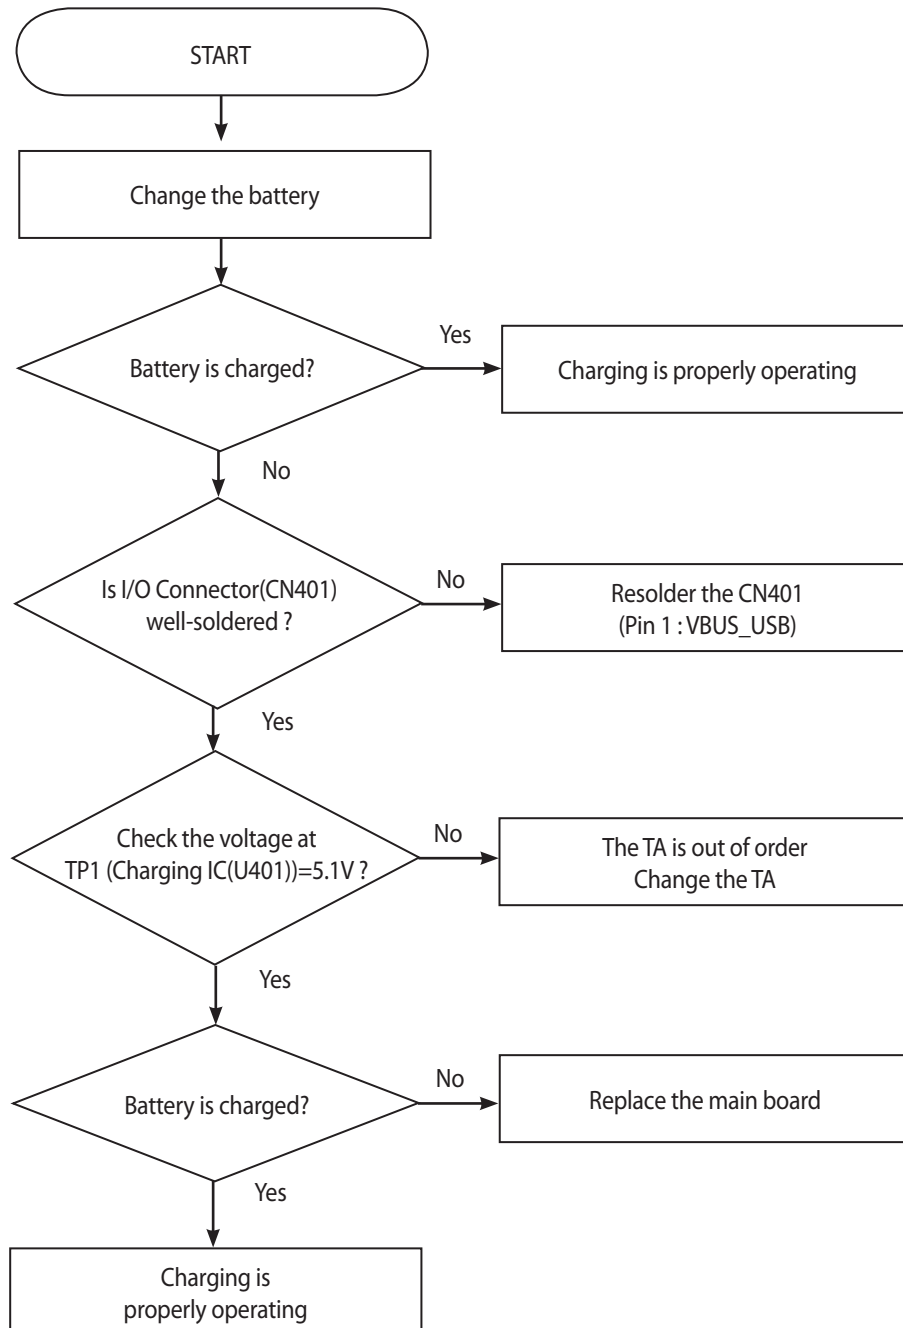 START
Change the battery
Battery is charged?
Yes
Charging is properly operating
No
Is I/O Connector(CN401)
well-soldered ?
No
Resolder the CN401
(Pin 1 : VBUS_USB)
Yes
Check the voltage at
TP1 (Charging IC(U401))=5.1V ?
No
The TA is out of order
Change the TA
Yes
Battery is charged?
No
Replace the main board
Yes
Charging is
properly operating